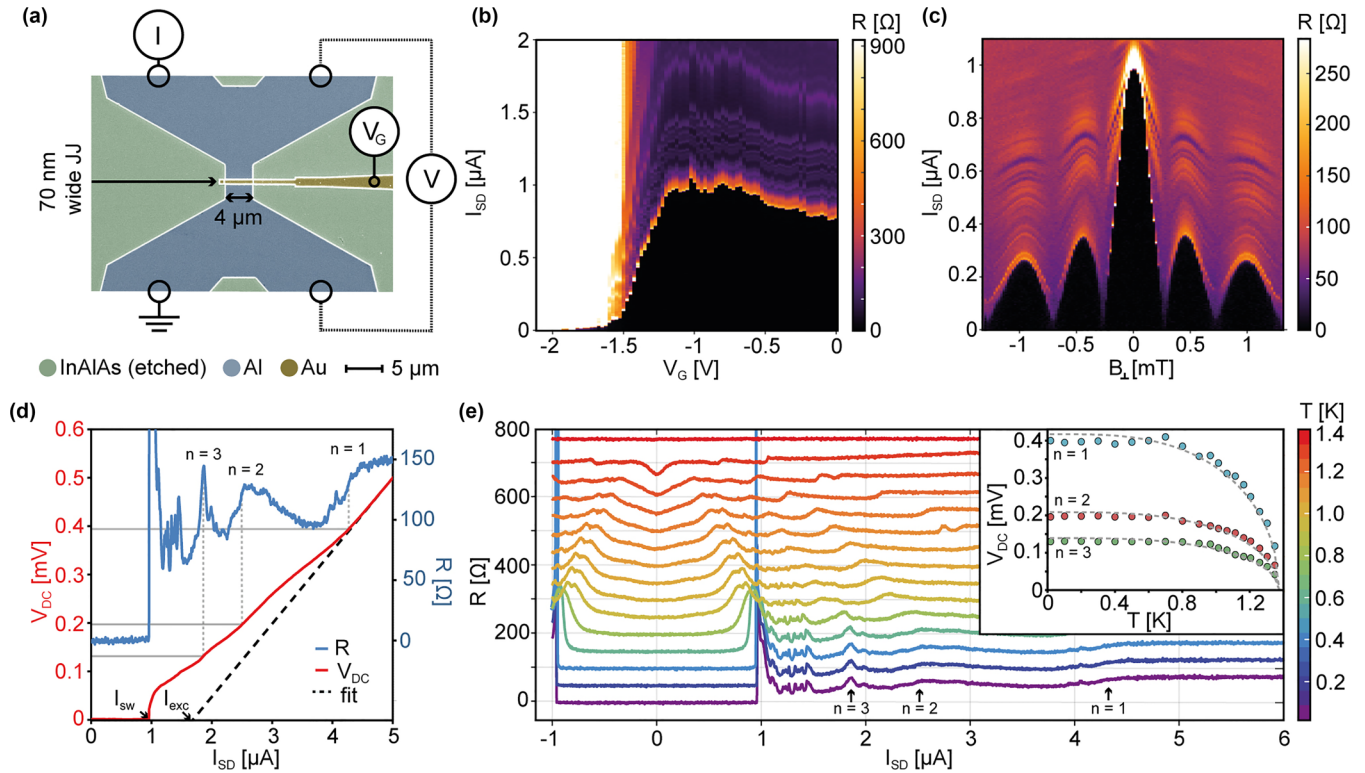 (a)
I
V_G
V
70 nm
wide JJ
4 µm
InAlAs (etched)
Al
Au
5 µm
(b)
R [Ω]
2
1.5
1
0.5
0
I_SD [µA]
-2
-1.5
-1
-0.5
0
V_G [V]
900
600
300
0
(c)
R [Ω]
1
0.8
0.6
0.4
0.2
0
I_SD [µA]
-1
-0.5
0
0.5
1
B_⊥ [mT]
250
200
150
100
50
0
(d)
0.6
0.5
0.4
0.3
0.2
0.1
0
V_DC [mV]
n = 3
n = 2
n = 1
150
100
50
0
R [Ω]
R
V_DC
fit
I_sw
I_exc
0
1
2
3
4
5
I_SD [µA]
(e)
800
600
400
200
0
R [Ω]
n = 3
n = 2
n = 1
-1
0
1
2
3
4
5
6
I_SD [µA]
0.4
0.3
0.2
0.1
0
V_DC [mV]
n = 1
n = 2
n = 3
0
0.4
0.8
1.2
T [K]
T [K]
1.4
1.2
1.0
0.8
0.6
0.4
0.2